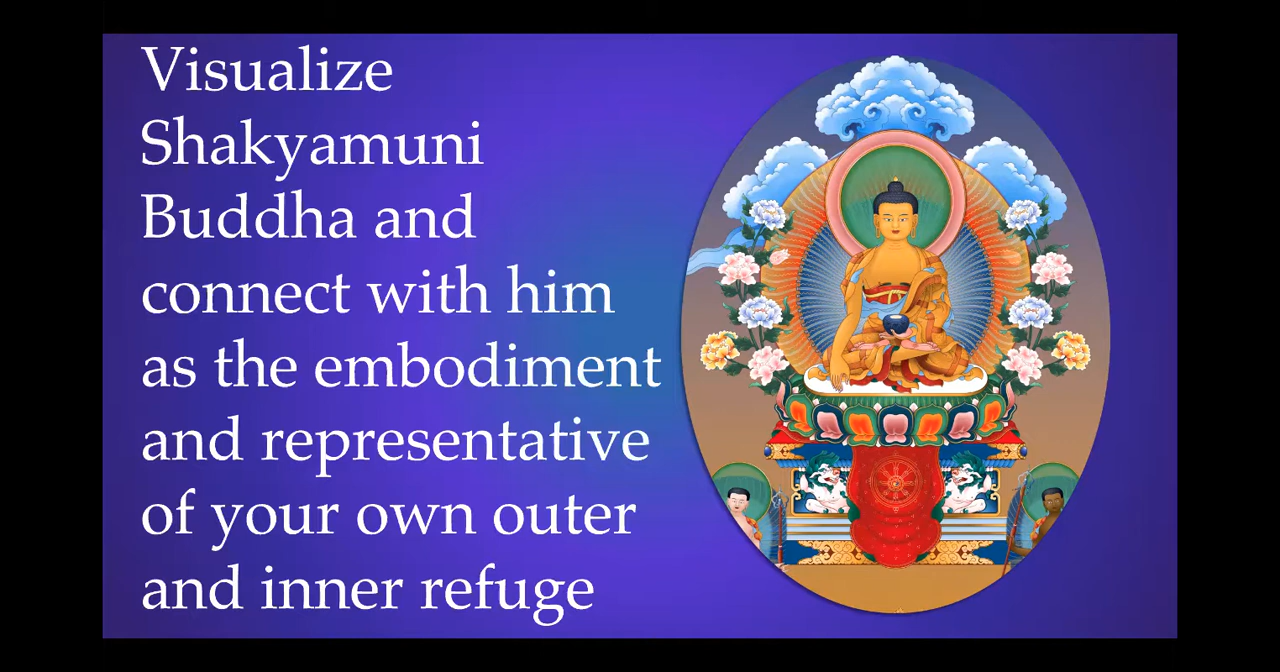 Visualize
Shakyamuni
Buddha and
connect with him
as the embodiment
and representative
of your own outer
and inner refuge